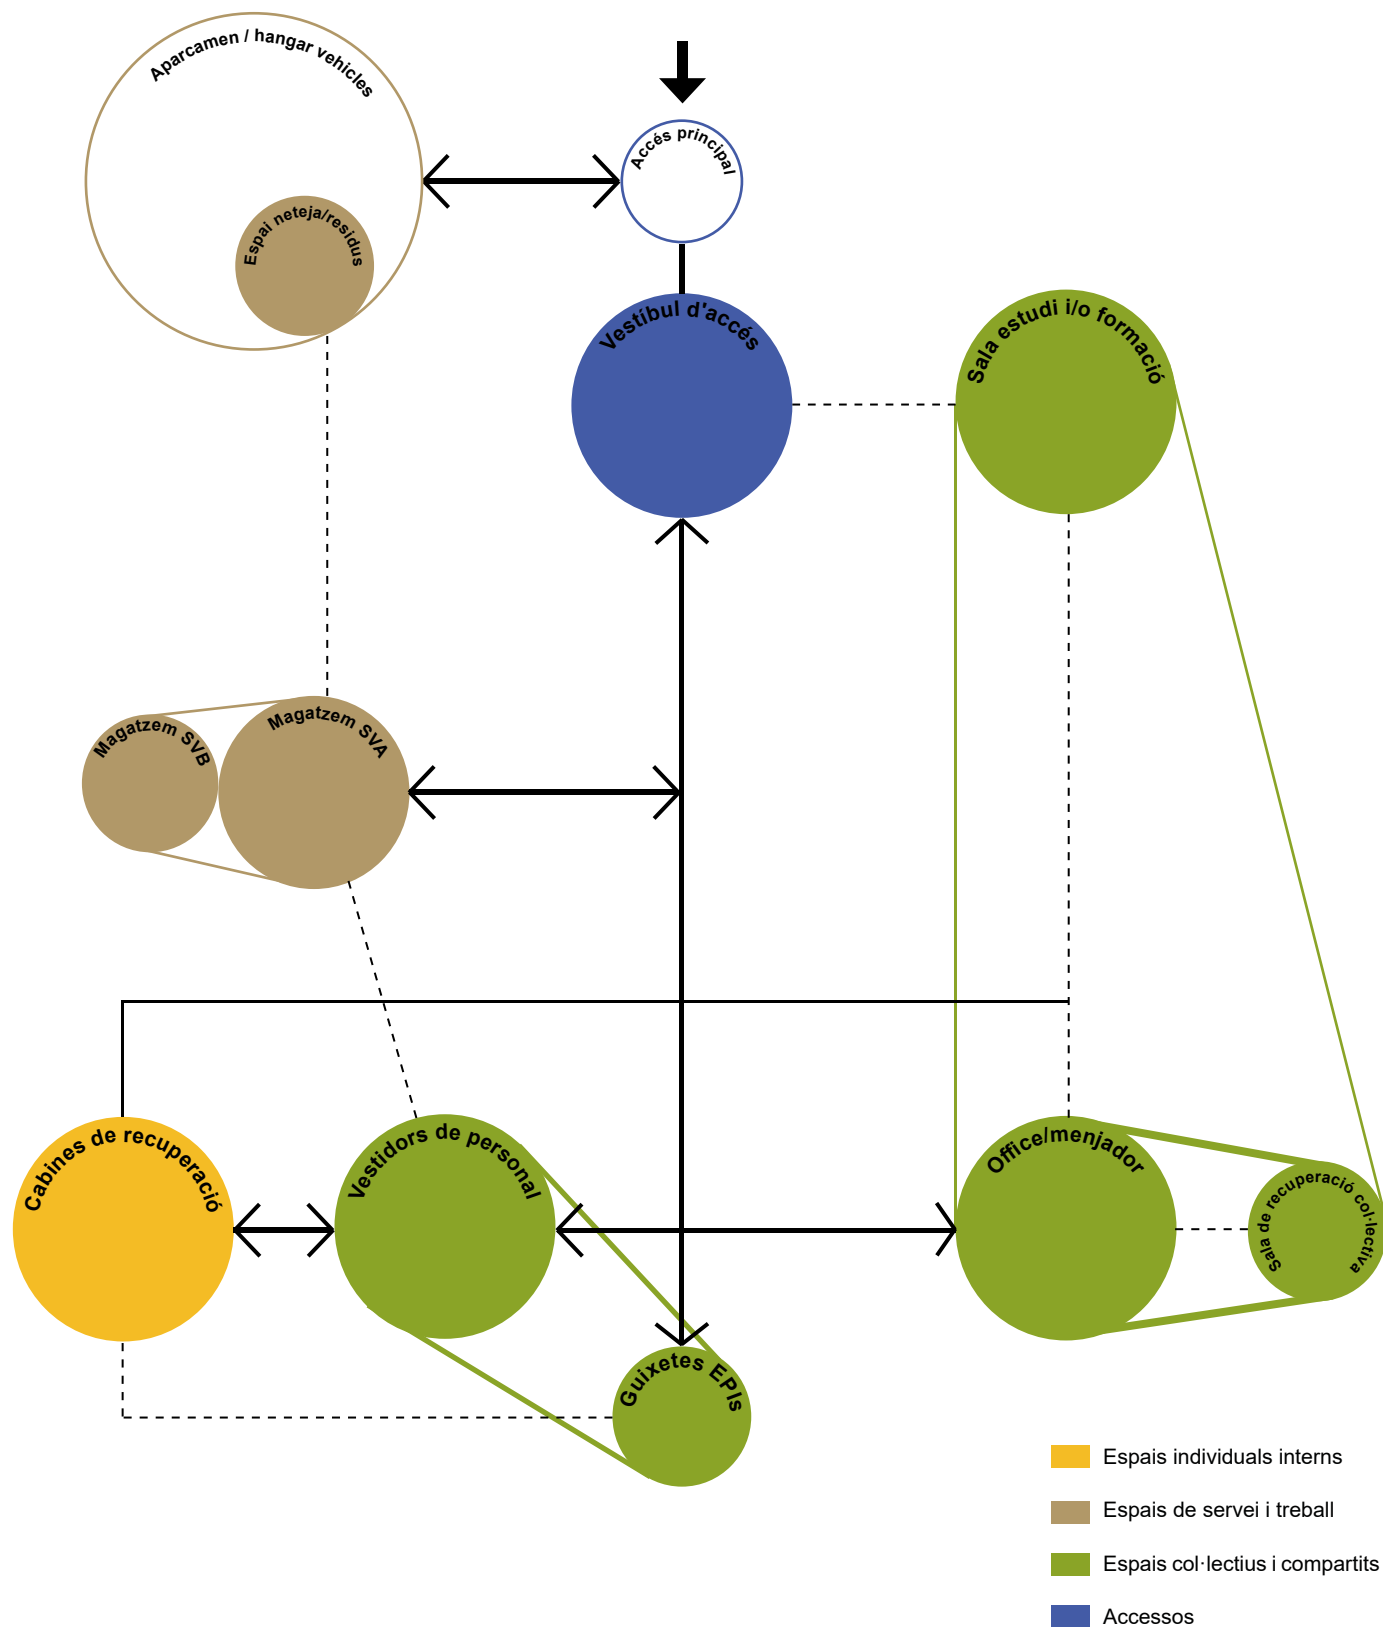 Aparcamen / hangar vehicles
Accés principal
Espai neteja/residus
Vestíbul d'accés
Sala estudi i/o formació
Magatzem SVB
Magatzem SVA
Cabines de recuperació
Vestidors de personal
Office/menjador
Sala de recuperació col·lectiva
Guixetes EPIs
Espais individuals interns
Espais de servei i treball
Espais col·lectius i compartits
Accessos